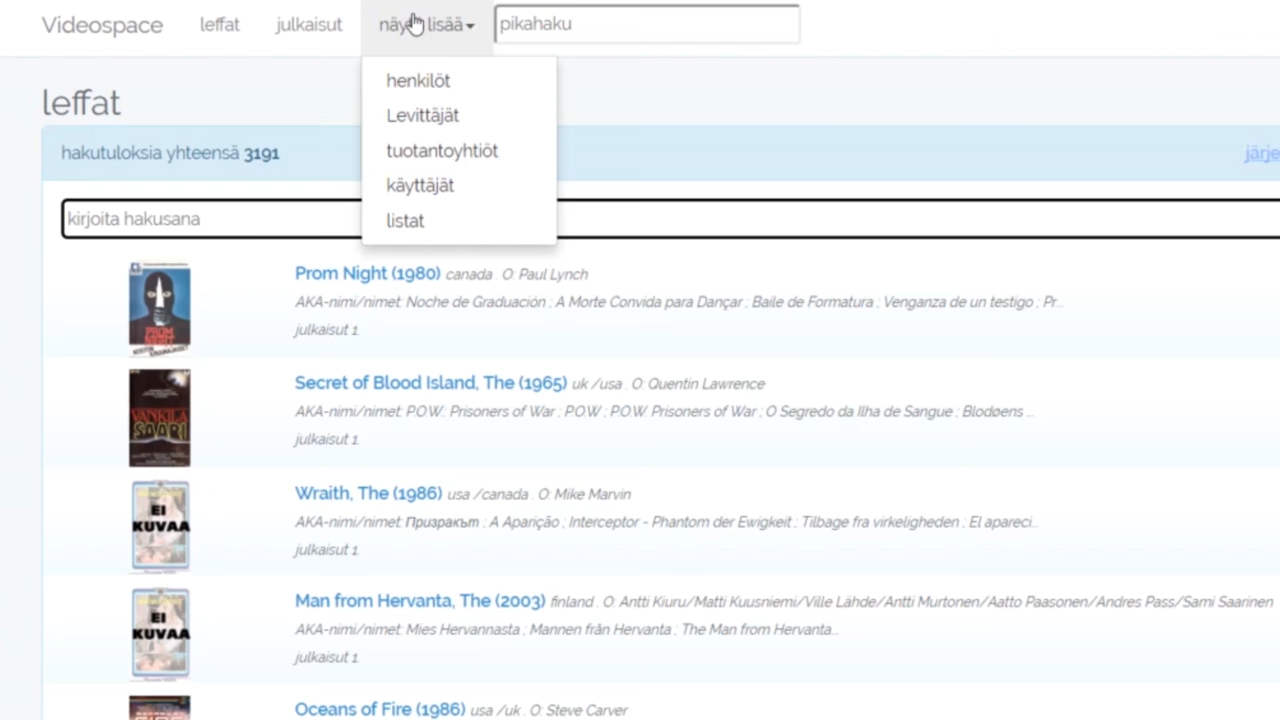 Videospace leffat julkaisut näytä lisää pikahaku
henkilöt
Levittäjät
tuotantoyhtiöt
käyttäjät
listat
leffat
hakutuloksia yhteensä 3191
järje
kirjoita hakusana
PROM NIGHT
Prom Night (1980) canada . O: Paul Lynch
AKA-nimi/nimet: Noche de Graduación ; A Morte Convida para Dançar ; Baile de Formatura ; Venganza de un testigo ; Pr...
julkaisut 1.
VANKILA
SAARI
Secret of Blood Island, The (1965) uk /usa . O: Quentin Lawrence
AKA-nimi/nimet: P.O.W.: Prisoners of War ; P.O.W ; P.O.W. Prisoners of War ; O Segredo da Ilha de Sangue ; Blodøens ...
julkaisut 1.
EI
KUVAA
Wraith, The (1986) usa /canada . O: Mike Marvin
AKA-nimi/nimet: Призракът ; A Aparição ; Interceptor - Phantom der Ewigkeit ; Tilbage fra virkeligheden ; El apareci...
julkaisut 1.
EI
KUVAA
Man from Hervanta, The (2003) finland . O: Antti Kiuru/Matti Kuusniemi/Ville Lähde/Antti Murtonen/Aatto Paasonen/Andres Pass/Sami Saarinen
AKA-nimi/nimet: Mies Hervannasta ; Mannen från Hervanta ; The Man from Hervanta...
julkaisut 1.
Oceans of Fire (1986) usa /uk . O: Steve Carver